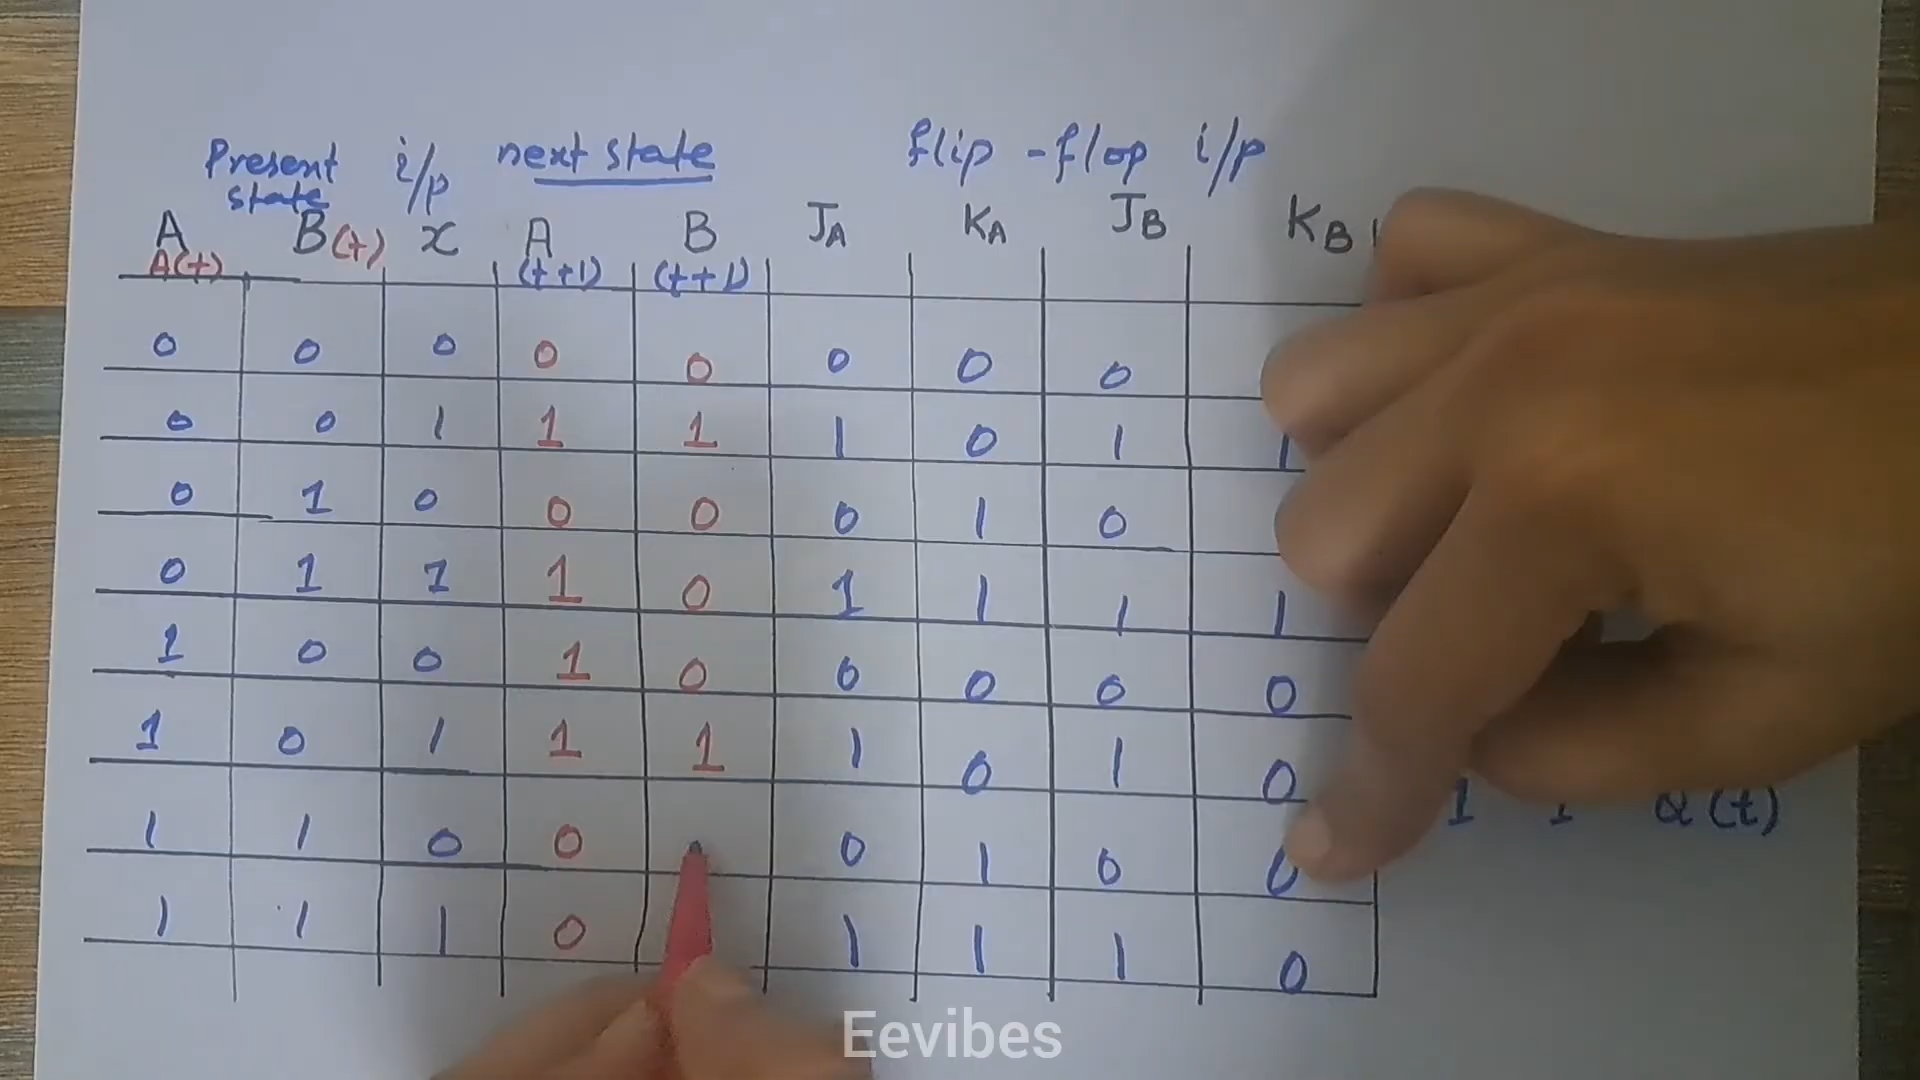 Present i/p next state flip-flop i/p
state
A B(t) x A B JA KA JB KB
A(t) (t+1) (t+1)
0 0 0 0 0 0 0 0
0 0 1 1 1 1 0 1 1
0 1 0 0 0 0 1 0
0 1 1 1 0 1 1 1 1
1 0 0 1 0 0 0 0 0
1 0 1 1 1 1 0 1 0
1 1 0 0 0 1 0 0
1 1 1 0 1 1 1 0
1 1 Q(t)
Eevibes